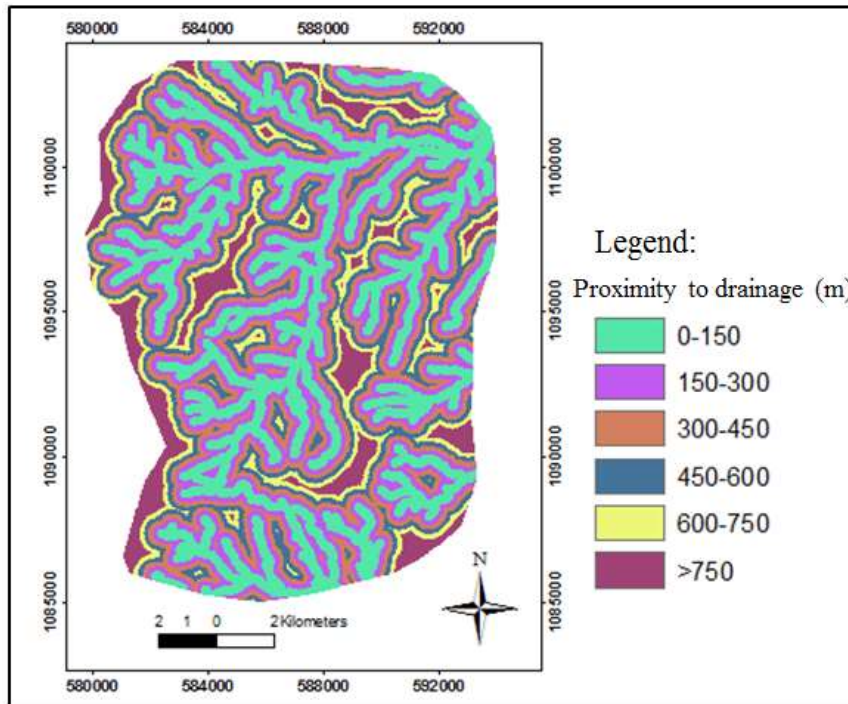 580000 584000 588000 592000
1100000 1100000
Legend:
Proximity to drainage (m)
1095000 1095000
0-150
150-300
300-450
1090000 1090000
450-600
600-750
>750
N
1085000 1085000
2 1 0 2 Kilometers
580000 584000 588000 592000